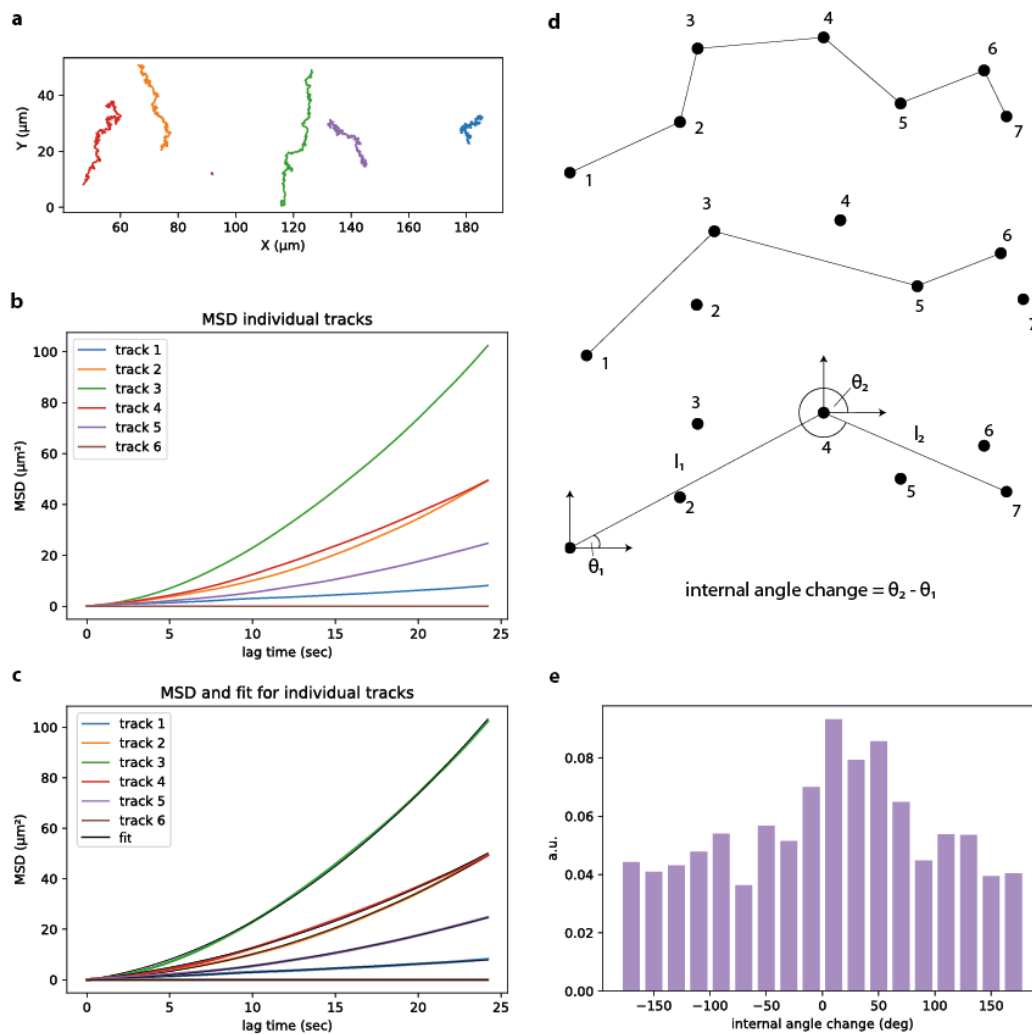 a
Y (µm)
40
20
0
60
80
100
120
140
160
180
X (µm)
b
MSD individual tracks
MSD (µm²)
100
80
60
40
20
0
track 1
track 2
track 3
track 4
track 5
track 6
0
5
10
15
20
25
lag time (sec)
c
MSD and fit for individual tracks
MSD (µm²)
100
80
60
40
20
0
track 1
track 2
track 3
track 4
track 5
track 6
fit
0
5
10
15
20
25
lag time (sec)
d
1
2
3
4
5
6
7
1
2
3
4
5
6
7
θ₁
l₁
2
3
4
θ₂
l₂
5
6
7
internal angle change = θ₂ - θ₁
e
a.u.
0.08
0.06
0.04
0.02
0.00
−150
−100
−50
0
50
100
150
internal angle change (deg)